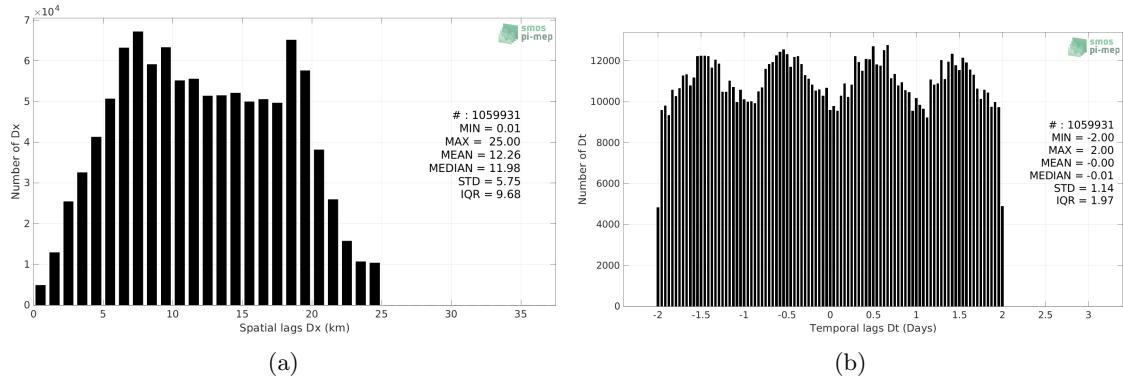 ×10⁴
7
6
5
4
3
2
1
0
Number of Dx
0 5 10 15 20 25 30 35
Spatial lags Dx (km)
smos
pi-mep
# : 1059931
MIN = 0.01
MAX = 25.00
MEAN = 12.26
MEDIAN = 11.98
STD = 5.75
IQR = 9.68
(a)
12000
10000
8000
6000
4000
2000
0
Number of Dt
-2 -1.5 -1 -0.5 0 0.5 1 1.5 2 2.5 3
Temporal lags Dt (Days)
smos
pi-mep
# : 1059931
MIN = -2.00
MAX = 2.00
MEAN = -0.00
MEDIAN = -0.01
STD = 1.14
IQR = 1.97
(b)